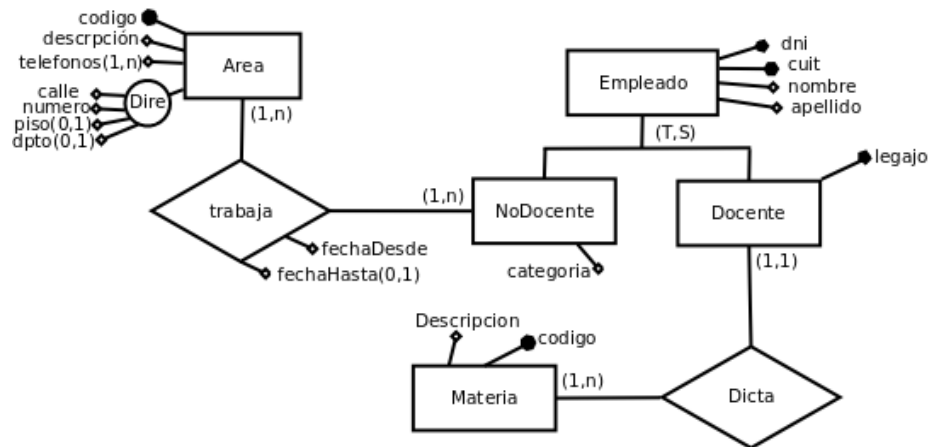 codigo
descrpción
telefonos(1,n)
calle
numero
piso(0,1)
dpto(0,1)
Dire
Area
(1,n)
Empleado
dni
cuit
nombre
apellido
(T,S)
legajo
trabaja
(1,n)
NoDocente
Docente
fechaDesde
fechaHasta(0,1)
categoria
(1,1)
Descripcion
codigo
Materia
(1,n)
Dicta